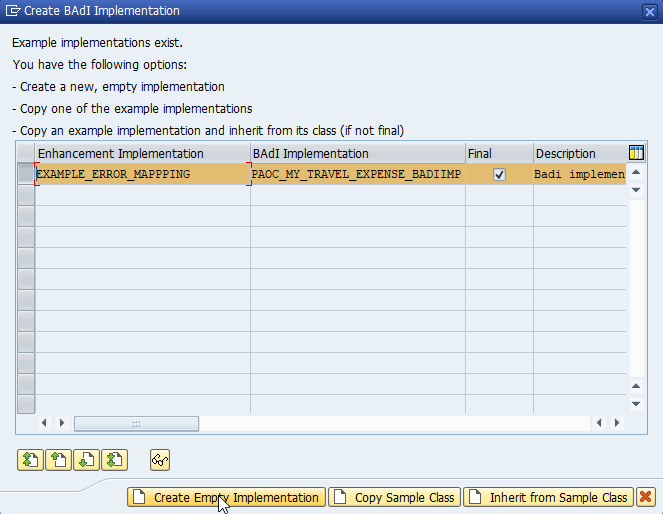 Create BAdI Implementation
Example implementations exist.
You have the following options:
- Create a new, empty implementation
- Copy one of the example implementations
- Copy an example implementation and inherit from its class (if not final)
Enhancement Implementation BAdI Implementation Final Description
EXAMPLE_ERROR_MAPPPING PAOC_MY_TRAVEL_EXPENSE_BADIIMP Badi implemen
Create Empty Implementation Copy Sample Class Inherit from Sample Class